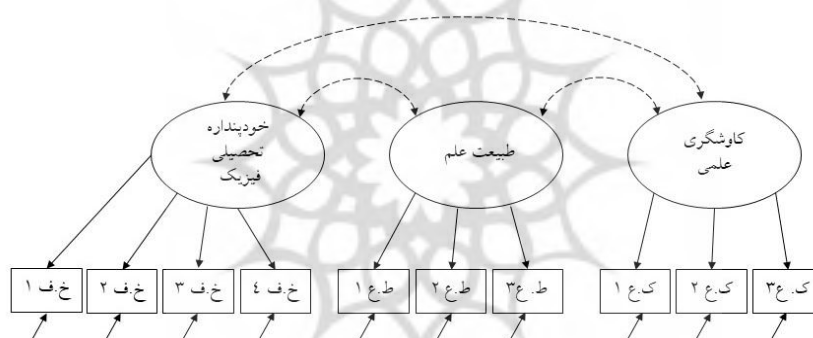 کاوشگری
علمی
طبیعت علم
خودپنداره
تحصیلی
فیزیک
ک. ع۳
ک.ع ۲
ک.ع ۱
ط. ع۳
ط.ع ۲
ط.ع ۱
خ.ف ٤
خ.ف ۳
خ.ف ۲
خ.ف ۱